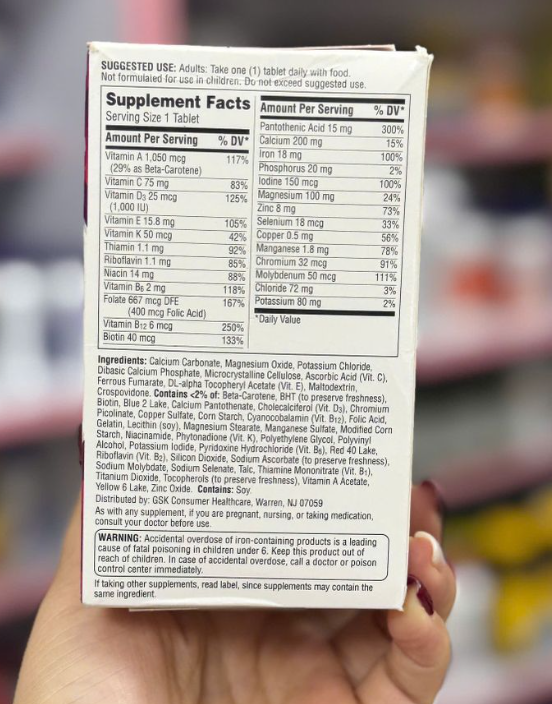 SUGGESTED USE: Adults: Take one (1) tablet daily with food.
Not formulated for use in children. Do not exceed suggested use.
Supplement Facts
Serving Size 1 Tablet
Amount Per Serving % DV*
Vitamin A 1,050 mcg 117%
(29% as Beta-Carotene)
Vitamin C 75 mg 83%
Vitamin D3 25 mcg 125%
(1,000 IU)
Vitamin E 15.8 mg 105%
Vitamin K 50 mcg 42%
Thiamin 1.1 mg 92%
Riboflavin 1.1 mg 85%
Niacin 14 mg 88%
Vitamin B6 2 mg 118%
Folate 667 mcg DFE 167%
(400 mcg Folic Acid)
Vitamin B12 6 mcg 250%
Biotin 40 mcg 133%
Amount Per Serving % DV*
Pantothenic Acid 15 mg 300%
Calcium 200 mg 15%
Iron 18 mg 100%
Phosphorus 20 mg 2%
Iodine 150 mcg 100%
Magnesium 100 mg 24%
Zinc 8 mg 73%
Selenium 18 mcg 33%
Copper 0.5 mg 56%
Manganese 1.8 mg 78%
Chromium 32 mcg 91%
Molybdenum 50 mcg 111%
Chloride 72 mg 3%
Potassium 80 mg 2%
*Daily Value
Ingredients: Calcium Carbonate, Magnesium Oxide, Potassium Chloride,
Dibasic Calcium Phosphate, Microcrystalline Cellulose, Ascorbic Acid (Vit. C),
Ferrous Fumarate, DL-alpha Tocopheryl Acetate (Vit. E), Maltodextrin,
Crospovidone. Contains <2% of: Beta-Carotene, BHT (to preserve freshness),
Biotin, Blue 2 Lake, Calcium Pantothenate, Cholecalciferol (Vit. D3), Chromium
Picolinate, Copper Sulfate, Corn Starch, Cyanocobalamin (Vit. B12), Folic Acid,
Gelatin, Lecithin (soy), Magnesium Stearate, Manganese Sulfate, Modified Corn
Starch, Niacinamide, Phytonadione (Vit. K), Polyethylene Glycol, Polyvinyl
Alcohol, Potassium Iodide, Pyridoxine Hydrochloride (Vit. B6), Red 40 Lake,
Riboflavin (Vit. B2), Silicon Dioxide, Sodium Ascorbate (to preserve freshness),
Sodium Molybdate, Sodium Selenate, Talc, Thiamine Mononitrate (Vit. B1),
Titanium Dioxide, Tocopherols (to preserve freshness), Vitamin A Acetate,
Yellow 6 Lake, Zinc Oxide. Contains: Soy.
Distributed by: GSK Consumer Healthcare, Warren, NJ 07059
As with any supplement, if you are pregnant, nursing, or taking medication,
consult your doctor before use.
WARNING: Accidental overdose of iron-containing products is a leading
cause of fatal poisoning in children under 6. Keep this product out of
reach of children. In case of accidental overdose, call a doctor or poison
control center immediately.
If taking other supplements, read label, since supplements may contain the
same ingredient.